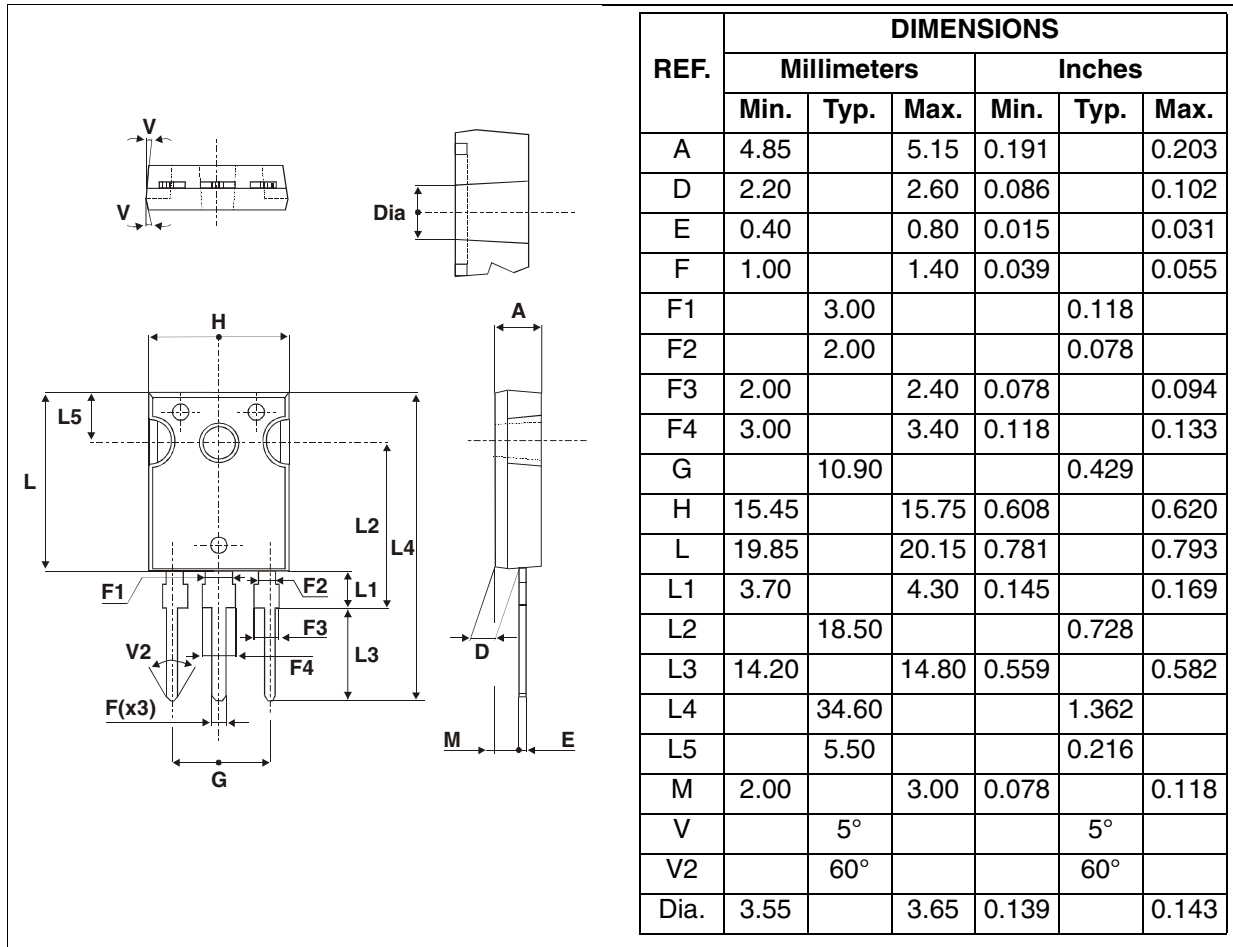 V
V
Dia
A
H
L5
L
L2
L4
F1
F2
L1
F3
V2
F4
L3
D
F(x3)
M
E
G
REF. DIMENSIONS
Millimeters Inches
Min. Typ. Max. Min. Typ. Max.
A 4.85 5.15 0.191 0.203
D 2.20 2.60 0.086 0.102
E 0.40 0.80 0.015 0.031
F 1.00 1.40 0.039 0.055
F1 3.00 0.118
F2 2.00 0.078
F3 2.00 2.40 0.078 0.094
F4 3.00 3.40 0.118 0.133
G 10.90 0.429
H 15.45 15.75 0.608 0.620
L 19.85 20.15 0.781 0.793
L1 3.70 4.30 0.145 0.169
L2 18.50 0.728
L3 14.20 14.80 0.559 0.582
L4 34.60 1.362
L5 5.50 0.216
M 2.00 3.00 0.078 0.118
V 5° 5°
V2 60° 60°
Dia. 3.55 3.65 0.139 0.143